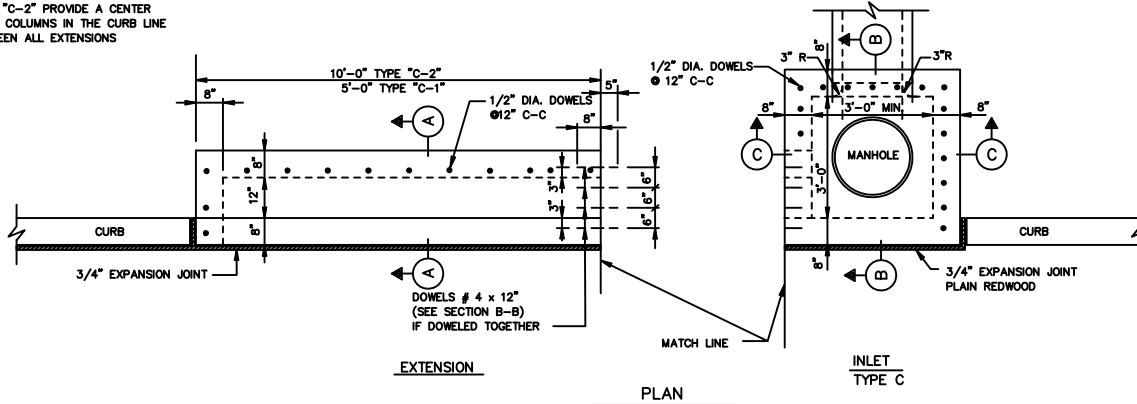 "C-2" PROVIDE A CENTER
COLUMNS IN THE CURB LINE
EEN ALL EXTENSIONS
10'-0" TYPE "C-2"
5'-0" TYPE "C-1"
8"
1/2" DIA. DOWELS
@12" C-C
5"
8"
A
8"
12"
8"
3"
3"
6"
6"
6"
CURB
3/4" EXPANSION JOINT
A
DOWELS # 4 x 12"
(SEE SECTION B-B)
IF DOWELED TOGETHER
MATCH LINE
EXTENSION
PLAN
1/2" DIA. DOWELS
@ 12" C-C
3" R
8"
B
3"R
8"
3'-0" MIN.
8"
C
MANHOLE
C
3'-0"
CURB
8"
B
3/4" EXPANSION JOINT
PLAIN REDWOOD
INLET
TYPE C